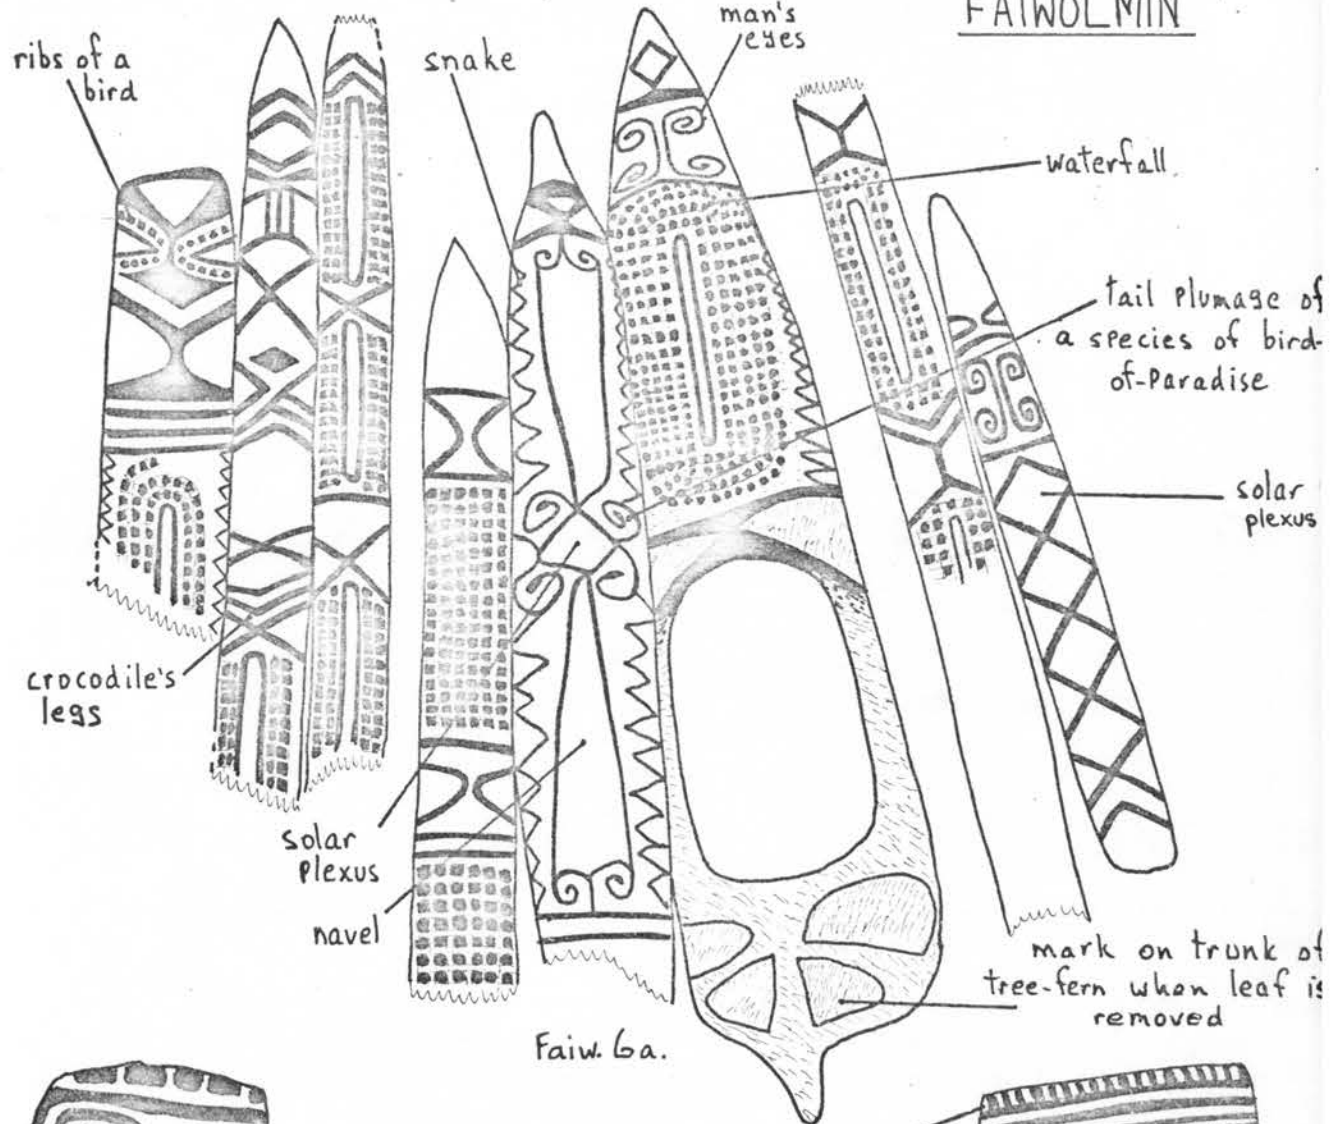 FAIWOLMIN
man's
eyes
ribs of a
bird
snake
waterfall.
tail plumage of
a species of bird-
of-Paradise
solar
plexus
crocodile's
legs
solar
plexus
navel
mark on trunk of
tree-fern when leaf is
removed
Faiw. 6a.